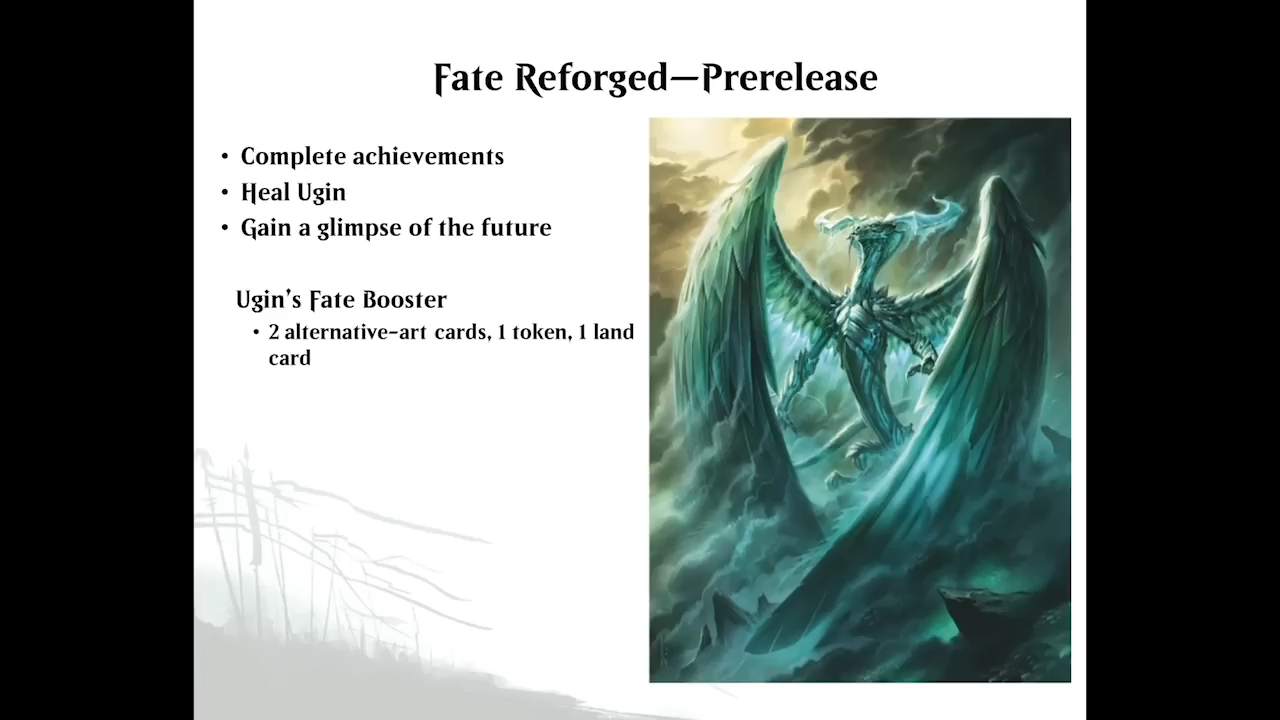 Fate Reforged—Prerelease
• Complete achievements
• Heal Ugin
• Gain a glimpse of the future
Ugin's Fate Booster
• 2 alternative-art cards, 1 token, 1 land
card